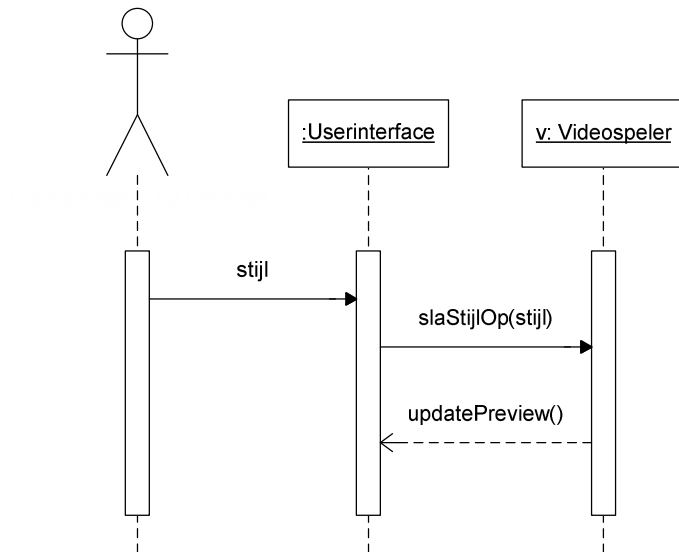 :Userinterface
v: Videospeler
stijl
slaStijlOp(stijl)
updatePreview()